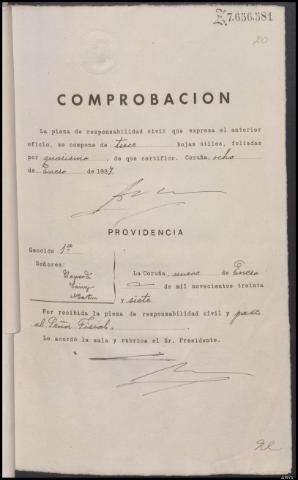 7.656.581
20
COMPROBACION
La pieza de responsabilidad civil que expresa el anterior
oficio, se compone de trece hojas útiles, foliadas
por guarismo, de que certifico. Coruña, ocho
de Enero de 1937.
PROVIDENCIA
Sección 1ª
Señores:
La Coruña, nueve de Enero
de mil novecientos treinta
y siete
Por recibida la pieza de responsabilidad civil y pase
al Señor Fiscal.
Lo acordó la sala y rubrica el Sr. Presidente.